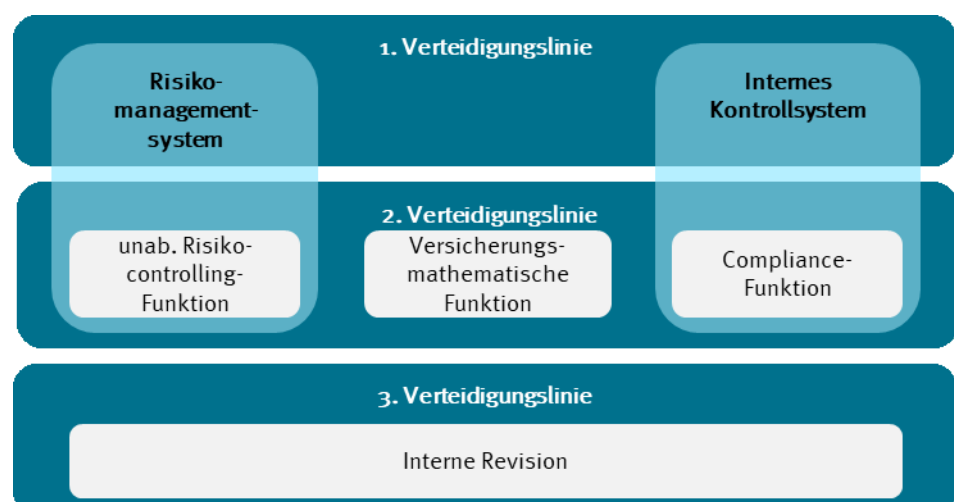 1. Verteidigungslinie
Risiko-
management-
system
Internes
Kontrollsystem
2. Verteidigungslinie
unab. Risiko-
controlling-
Funktion
Versicherungs-
mathematische
Funktion
Compliance-
Funktion
3. Verteidigungslinie
Interne Revision